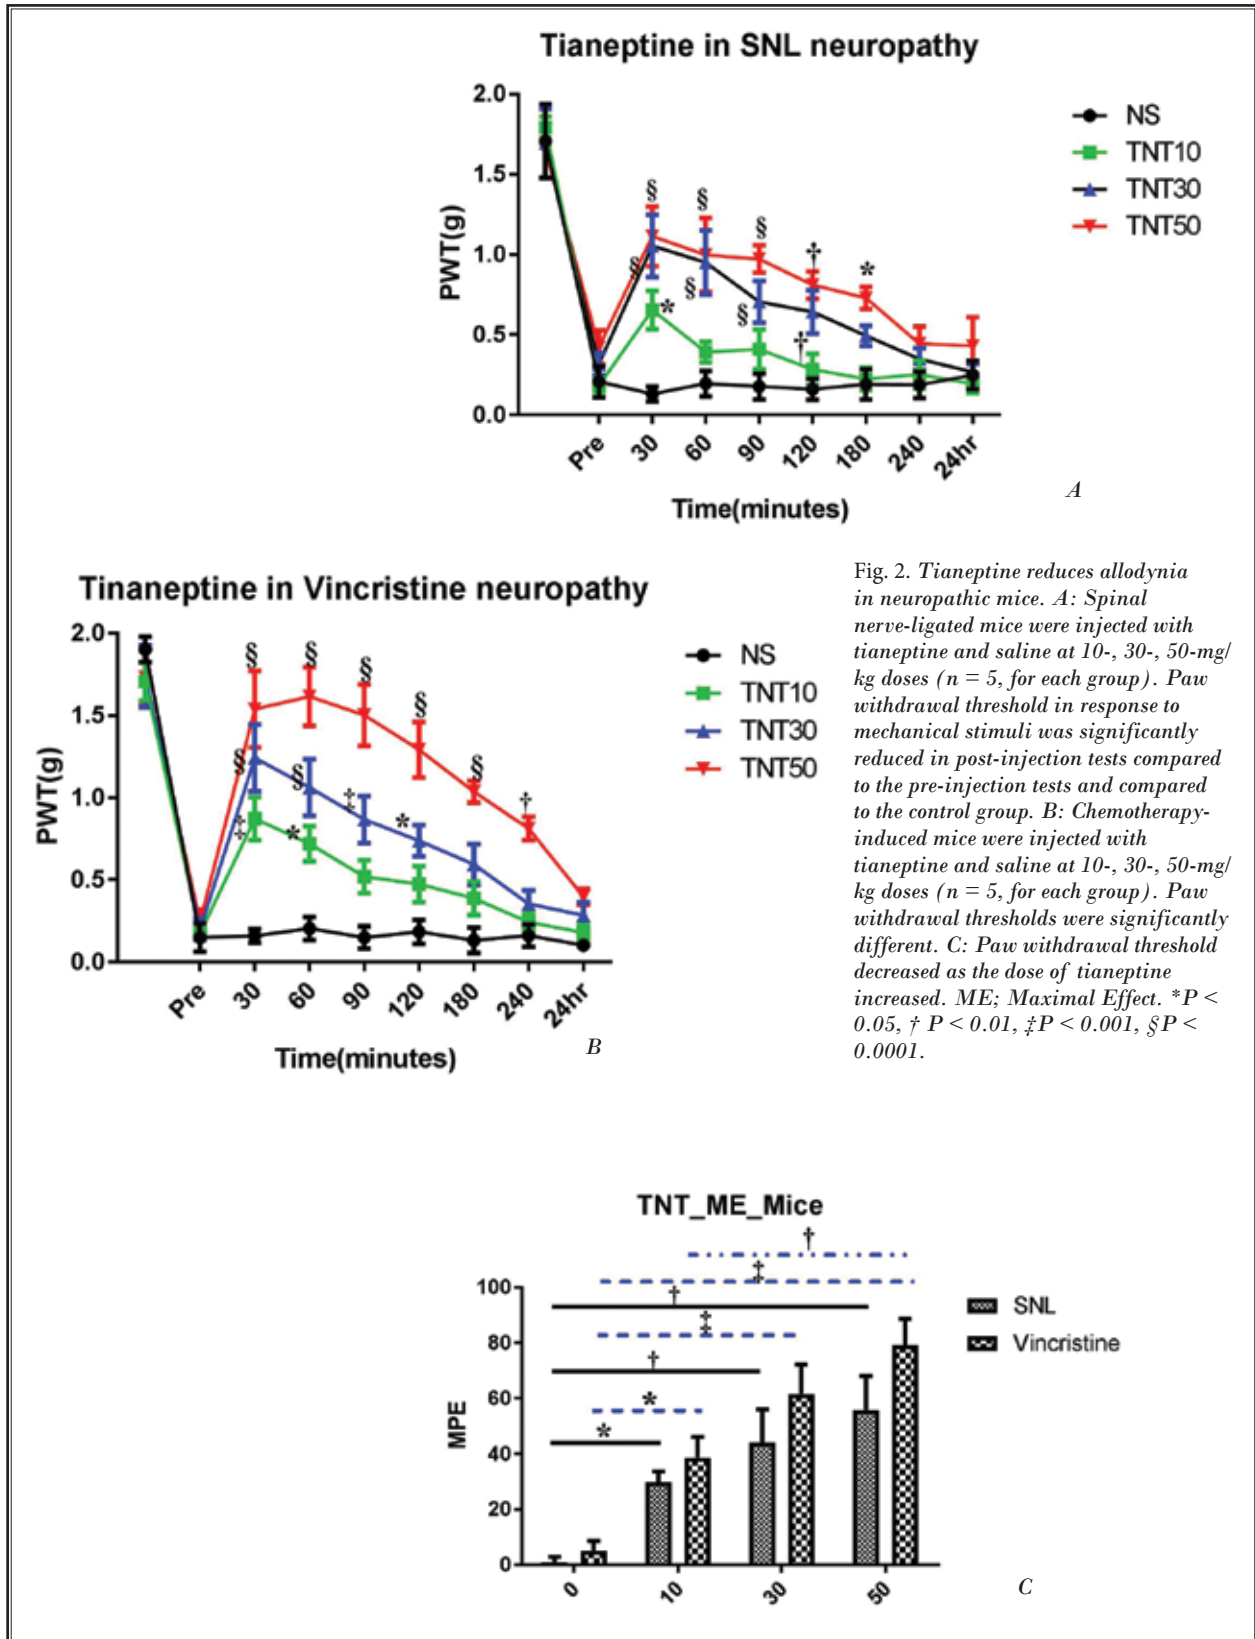 Tianeptine in SNL neuropathy
2.0
1.5
1.0
0.5
0.0
PWT(g)
§
§
§
†
*
§
§
§
*
†
NS
TNT10
TNT30
TNT50
Pre
30
60
90
120
180
240
24hr
Time(minutes)
A
Tinaneptine in Vincristine neuropathy
2.0
1.5
1.0
0.5
0.0
PWT(g)
§
§
§
§
§
†
§
§
‡
*
‡
*
NS
TNT10
TNT30
TNT50
Pre
30
60
90
120
180
240
24hr
Time(minutes)
B
Fig. 2. Tianeptine reduces allodynia
in neuropathic mice. A: Spinal
nerve-ligated mice were injected with
tianeptine and saline at 10-, 30-, 50-mg/
kg doses (n = 5, for each group). Paw
withdrawal threshold in response to
mechanical stimuli was significantly
reduced in post-injection tests compared
to the pre-injection tests and compared
to the control group. B: Chemotherapy-
induced mice were injected with
tianeptine and saline at 10-, 30-, 50-mg/
kg doses (n = 5, for each group). Paw
withdrawal thresholds were significantly
different. C: Paw withdrawal threshold
decreased as the dose of tianeptine
increased. ME; Maximal Effect. *P <
0.05, † P < 0.01, ‡P < 0.001, §P <
0.0001.
TNT_ME_Mice
†
‡
†
‡
†
*
*
100
80
60
40
20
0
MPE
SNL
Vincristine
0
10
30
50
C